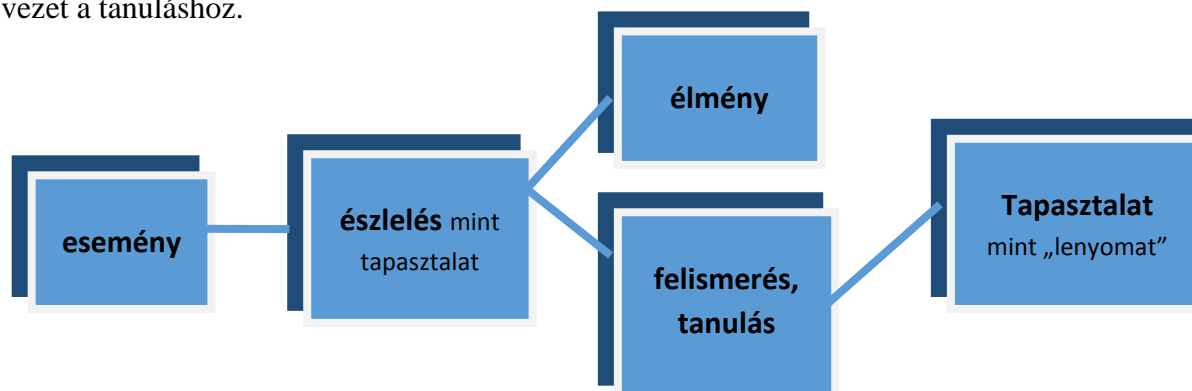 vezet a tanuláshoz.
esemény
észlelés mint
tapasztalat
élmény
felismerés,
tanulás
Tapasztalat
mint „lenyomat”